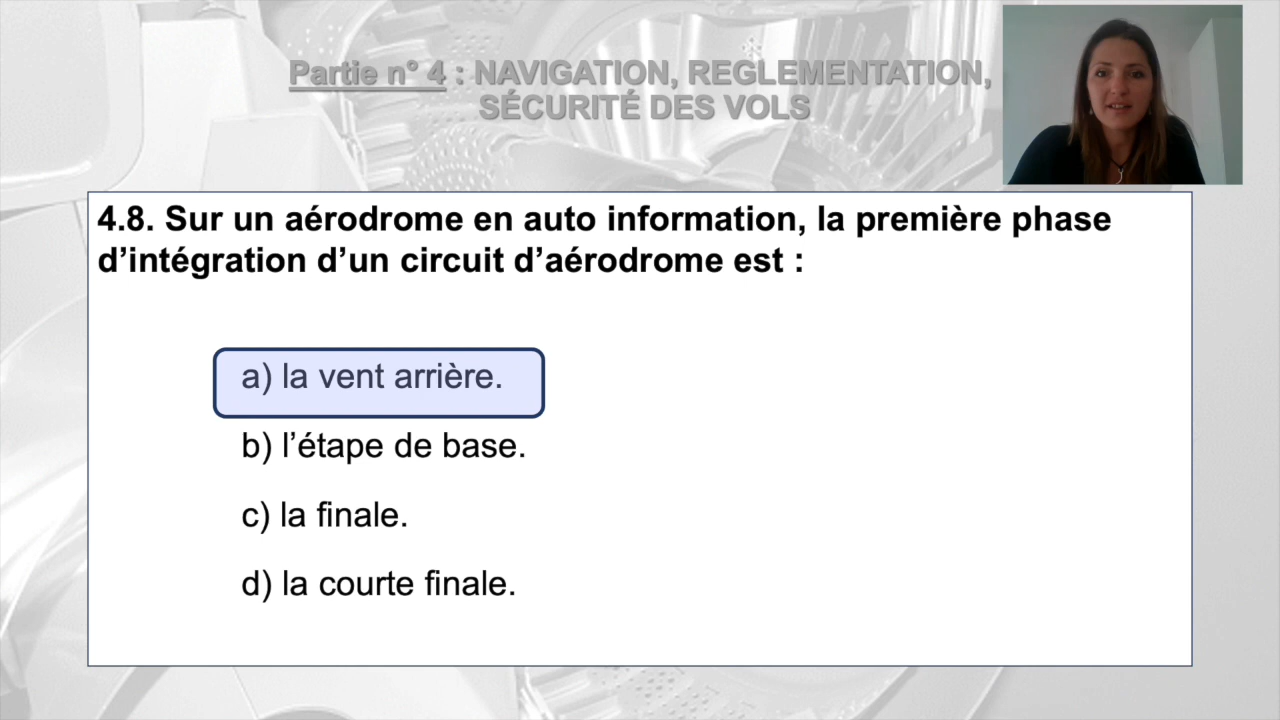 Partie n° 4 : NAVIGATION, REGLEMENTATION,
SÉCURITÉ DES VOLS
4.8. Sur un aérodrome en auto information, la première phase
d’intégration d’un circuit d’aérodrome est :
a) la vent arrière.
b) l’étape de base.
c) la finale.
d) la courte finale.